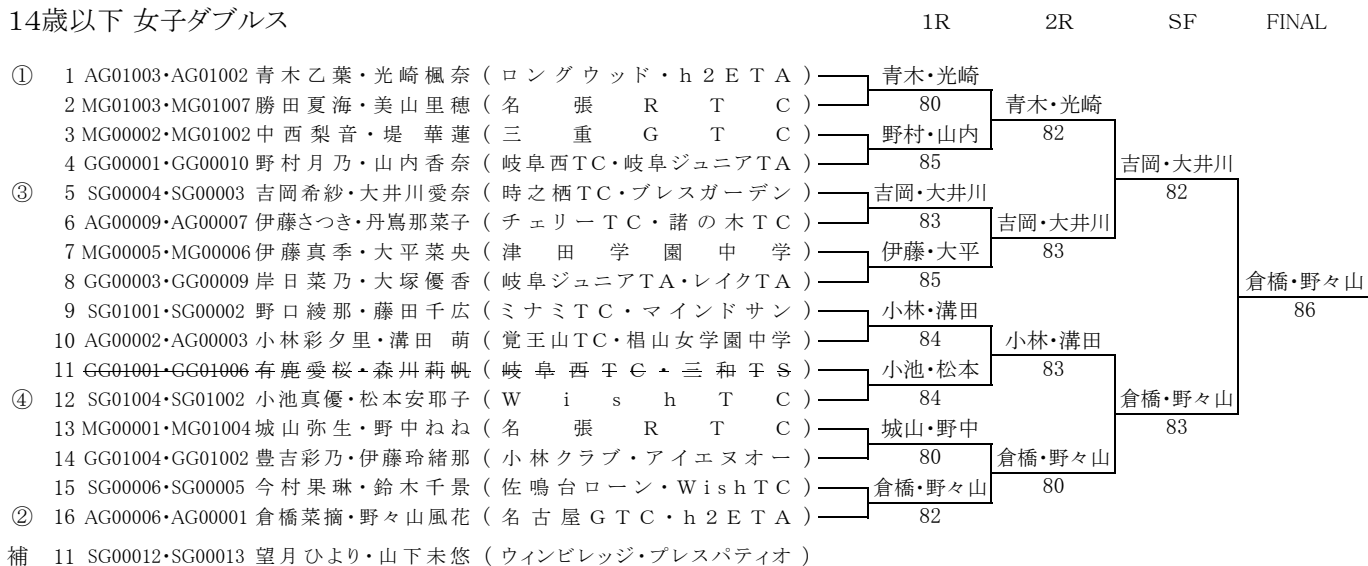 14歳以下 女子ダブルス 1R 2R SF FINAL
① 1 AG01003・AG01002 青木乙葉・光崎楓奈 ( ロングウッド・h2ETA ) 青木・光崎
2 MG01003・MG01007 勝田夏海・美山里穂 ( 名張RTC ) 80 青木・光崎
3 MG00002・MG01002 中西梨音・堤 華蓮 ( 三重GTC ) 野村・山内 82
4 GG00001・GG00010 野村月乃・山内香奈 ( 岐阜西TC・岐阜ジュニアTA ) 85 吉岡・大井川
③ 5 SG00004・SG00003 吉岡希紗・大井川愛奈 ( 時之栖TC・ブレスガーデン ) 吉岡・大井川 82
6 AG00009・AG00007 伊藤さつき・丹嶌那菜子 ( チェリーTC・諸の木TC ) 83 吉岡・大井川
7 MG00005・MG00006 伊藤真季・大平菜央 ( 津田学園中学 ) 伊藤・大平 83
8 GG00003・GG00009 岸日菜乃・大塚優香 ( 岐阜ジュニアTA・レイクTA ) 85 倉橋・野々山
9 SG01001・SG00002 野口綾那・藤田千広 ( ミナミTC・マインドサン ) 小林・溝田 86
10 AG00002・AG00003 小林彩夕里・溝田 萌 ( 覚王山TC・椙山女学園中学 ) 84 小林・溝田
11 GG01001・GG01006 有鹿愛桜・森川莉帆 ( 岐阜西TC・三和TS ) 小池・松本 83
④ 12 SG01004・SG01002 小池真優・松本安耶子 ( WishTC ) 84 倉橋・野々山
13 MG00001・MG01004 城山弥生・野中ねね ( 名張RTC ) 城山・野中 83
14 GG01004・GG01002 豊吉彩乃・伊藤玲緒那 ( 小林クラブ・アイエヌオー ) 80 倉橋・野々山
15 SG00006・SG00005 今村果琳・鈴木千景 ( 佐鳴台ローン・WishTC ) 倉橋・野々山 80
② 16 AG00006・AG00001 倉橋菜摘・野々山風花 ( 名古屋GTC・h2ETA ) 82
補 11 SG00012・SG00013 望月ひより・山下未悠 ( ウィンビレッジ・プレスパティオ )